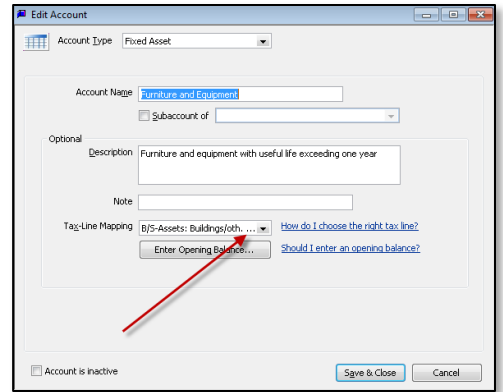 Edit Account
Account Type Fixed Asset
Account Name Furniture and Equipment
Subaccount of
Optional
Description Furniture and equipment with useful life exceeding one year
Note
Tax-Line Mapping B/S-Assets: Buildings/oth. ... How do I choose the right tax line?
Enter Opening Balance... Should I enter an opening balance?
Account is inactive Save & Close Cancel